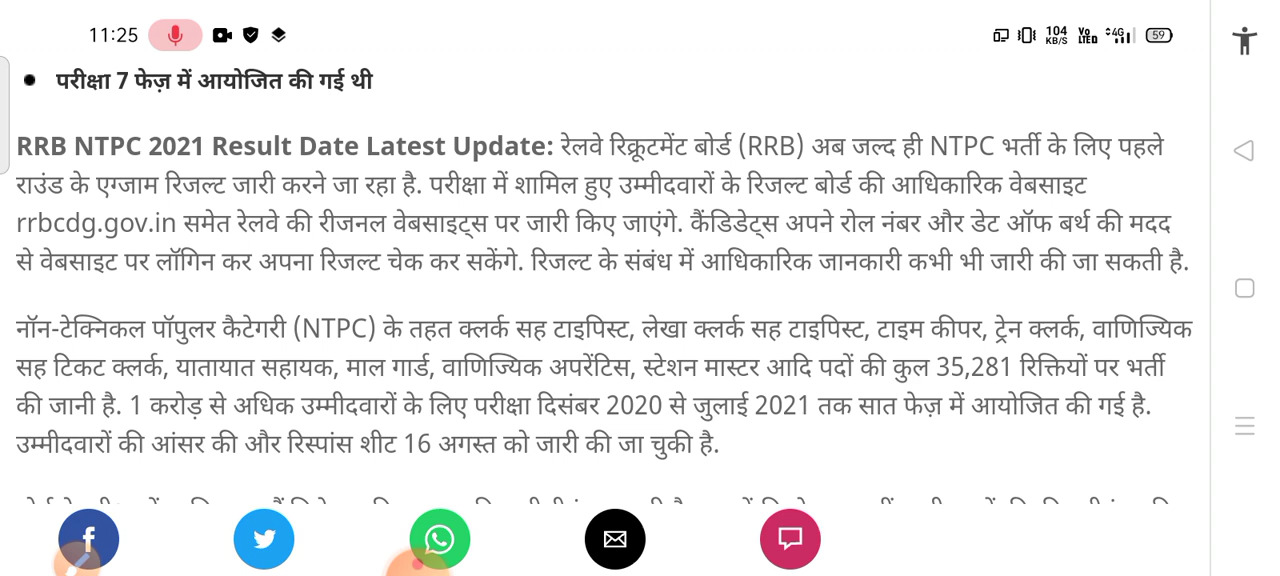 11:25
104 KB/S Vo LTED 4G 59
परीक्षा 7 फेज़ में आयोजित की गई थी
RRB NTPC 2021 Result Date Latest Update: रेलवे रिक्रूटमेंट बोर्ड (RRB) अब जल्द ही NTPC भर्ती के लिए पहले
राउंड के एग्जाम रिजल्ट जारी करने जा रहा है. परीक्षा में शामिल हुए उम्मीदवारों के रिजल्ट बोर्ड की आधिकारिक वेबसाइट
rrbcdg.gov.in समेत रेलवे की रीजनल वेबसाइट्स पर जारी किए जाएंगे. कैंडिडेट्स अपने रोल नंबर और डेट ऑफ बर्थ की मदद
से वेबसाइट पर लॉगिन कर अपना रिजल्ट चेक कर सकेंगे. रिजल्ट के संबंध में आधिकारिक जानकारी कभी भी जारी की जा सकती है.
नॉन-टेक्निकल पॉपुलर कैटेगरी (NTPC) के तहत क्लर्क सह टाइपिस्ट, लेखा क्लर्क सह टाइपिस्ट, टाइम कीपर, ट्रेन क्लर्क, वाणिज्यिक
सह टिकट क्लर्क, यातायात सहायक, माल गार्ड, वाणिज्यिक अपरेंटिस, स्टेशन मास्टर आदि पदों की कुल 35,281 रिक्तियों पर भर्ती
की जानी है. 1 करोड़ से अधिक उम्मीदवारों के लिए परीक्षा दिसंबर 2020 से जुलाई 2021 तक सात फेज़ में आयोजित की गई है.
उम्मीदवारों की आंसर की और रिस्पांस शीट 16 अगस्त को जारी की जा चुकी है.